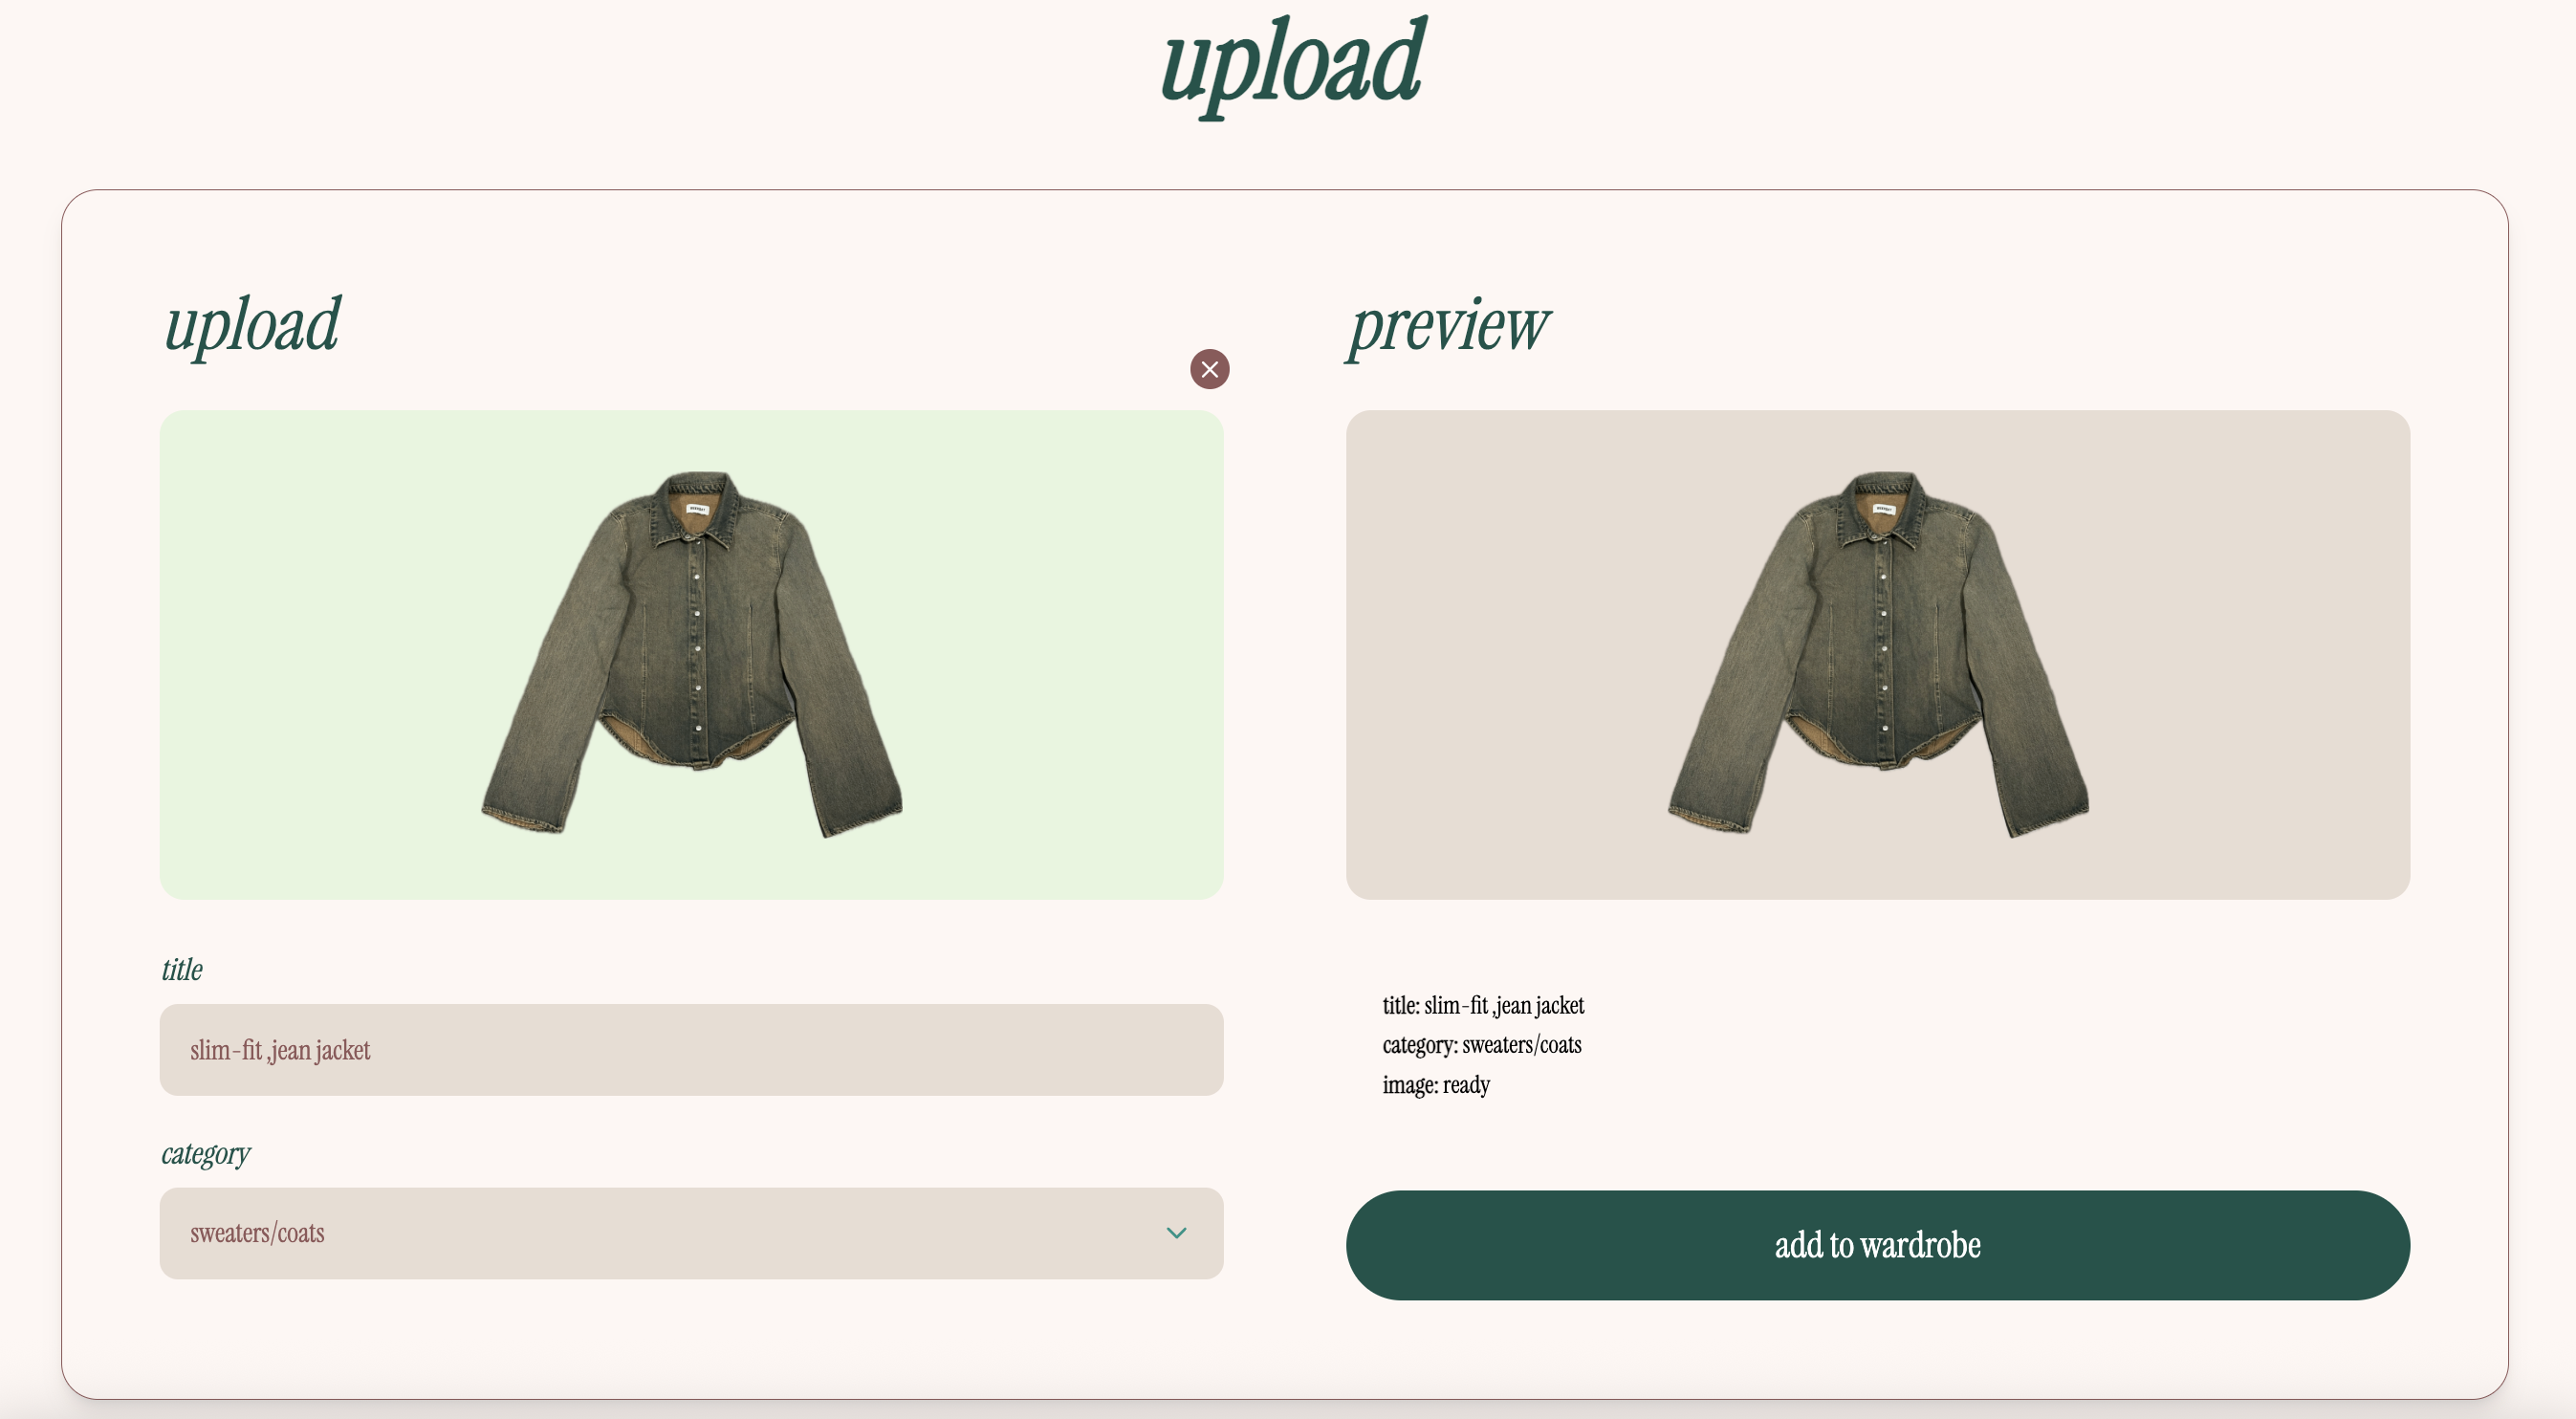 upload
upload
preview
title
slim-fit ,jean jacket
category
sweaters/coats
title: slim-fit ,jean jacket
category: sweaters/coats
image: ready
add to wardrobe